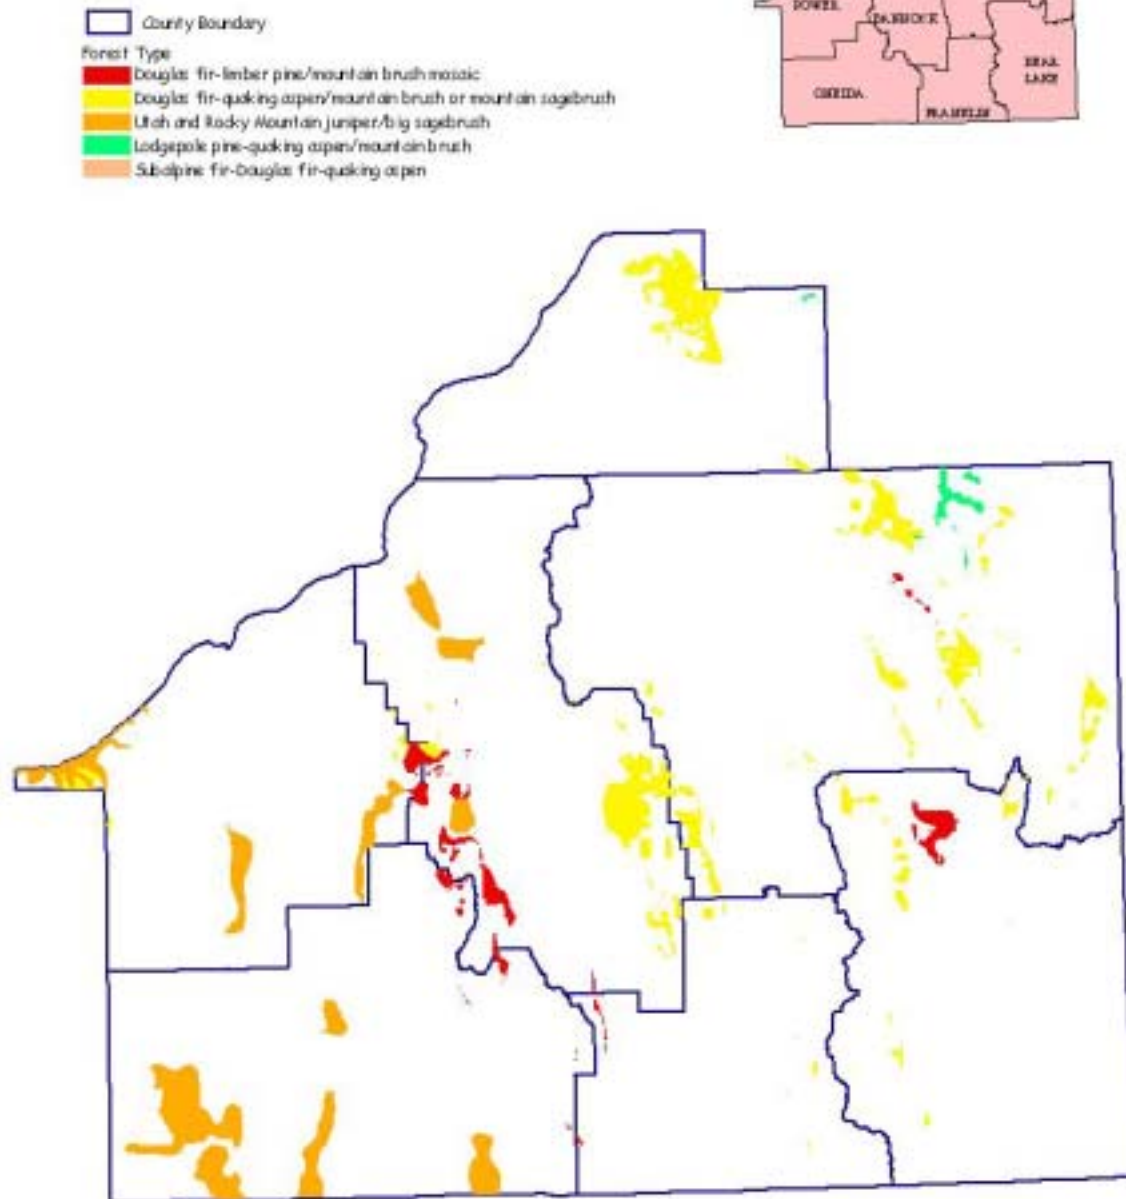 County Boundary
Forest Type
Douglas fir-limber pine/mountain brush mosaic
Douglas fir-quaking aspen/mountain brush or mountain sagebrush
Utah and Rocky Mountain juniper/big sagebrush
Lodgepole pine-quaking aspen/mountain brush
Subalpine fir-Douglas fir-quaking aspen
POWER
BANNOCK
BEAR
LAKE
ONEIDA
FRANKLIN